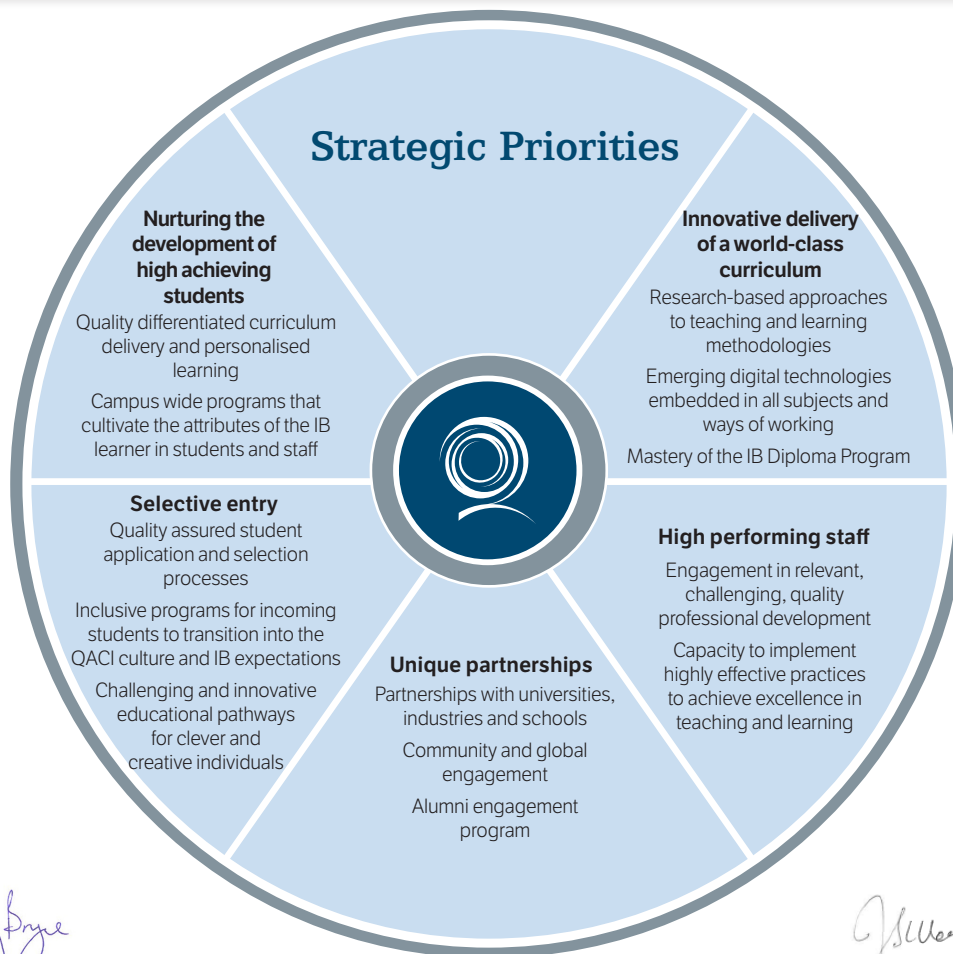 Strategic Priorities
Nurturing the
development of
high achieving
students
Quality differentiated curriculum
delivery and personalised
learning
Campus wide programs that
cultivate the attributes of the IB
learner in students and staff
Innovative delivery
of a world-class
curriculum
Research-based approaches
to teaching and learning
methodologies
Emerging digital technologies
embedded in all subjects and
ways of working
Mastery of the IB Diploma Program
Selective entry
Quality assured student
application and selection
processes
Inclusive programs for incoming
students to transition into the
QACI culture and IB expectations
Challenging and innovative
educational pathways
for clever and
creative individuals
Unique partnerships
Partnerships with universities,
industries and schools
Community and global
engagement
Alumni engagement
program
High performing staff
Engagement in relevant,
challenging, quality
professional development
Capacity to implement
highly effective practices
to achieve excellence in
teaching and learning
Bryce